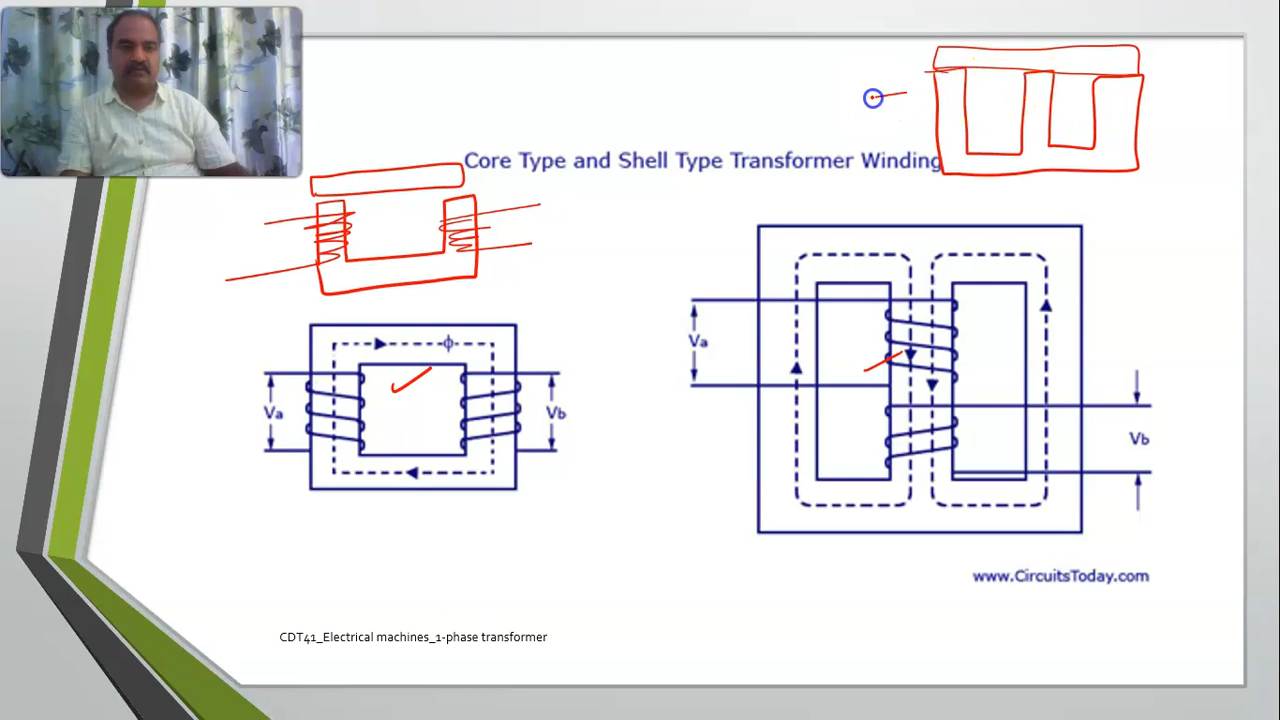 Core Type and Shell Type Transformer Winding
Va
ϕ
Vb
Va
Vb
www.CircuitsToday.com
CDT41_Electrical machines_1-phase transformer